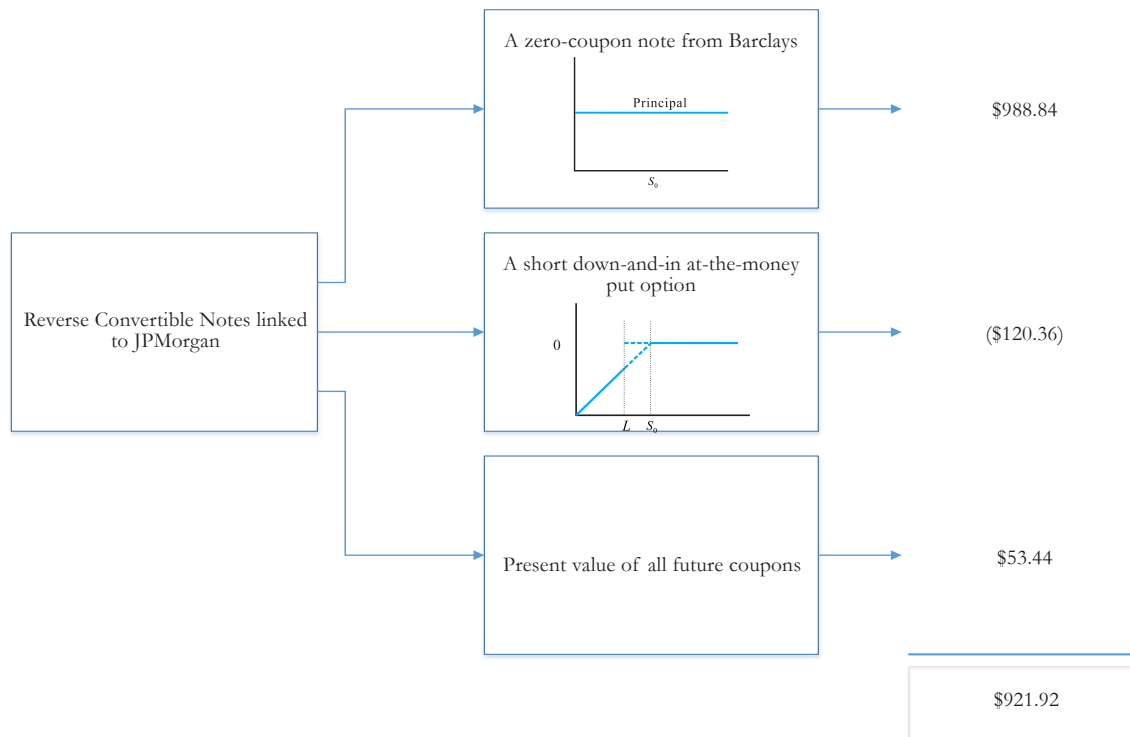 A zero-coupon note from Barclays
Principal
S₀
$988.84
Reverse Convertible Notes linked
to JPMorgan
A short down-and-in at-the-money
put option
0
L S₀
($120.36)
Present value of all future coupons
$53.44
$921.92